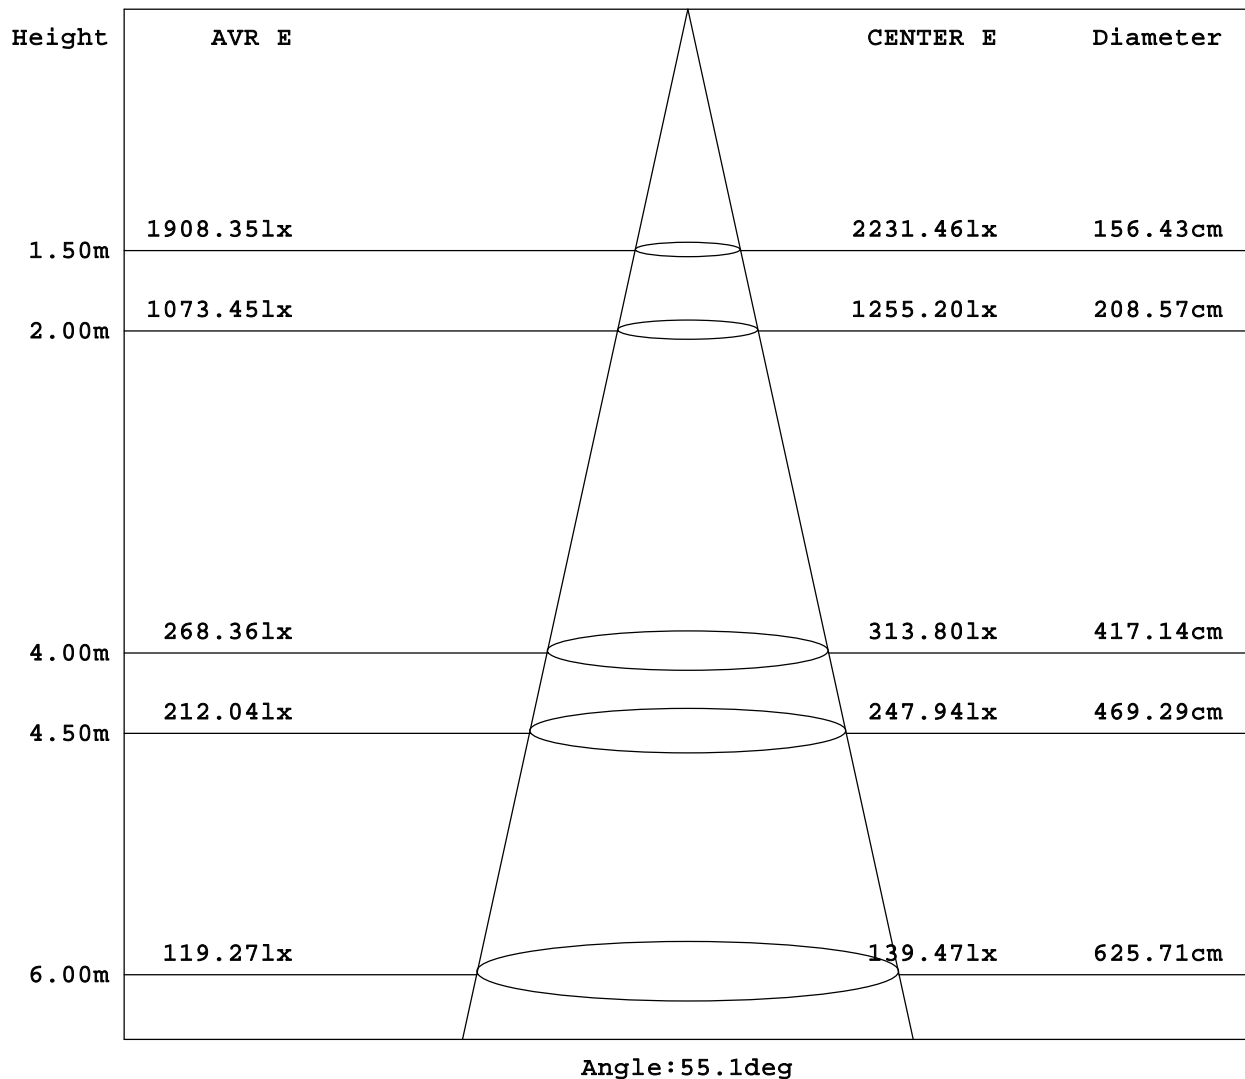 Height AVR E CENTER E Diameter
1908.35lx 2231.46lx 156.43cm
1.50m
1073.45lx 1255.20lx 208.57cm
2.00m
268.36lx 313.80lx 417.14cm
4.00m
212.04lx 247.94lx 469.29cm
4.50m
119.27lx 139.47lx 625.71cm
6.00m
Angle:55.1deg